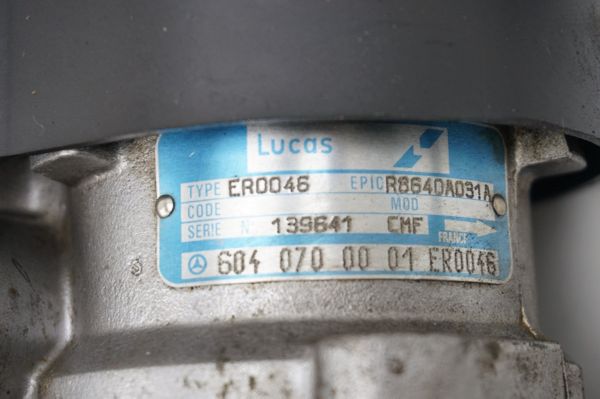 Lucas
TYPE ER0046 EPIC R8640A031A
CODE MOD
SERIE N. 139641 CMF FRANCE
604 070 00 01 ER0046